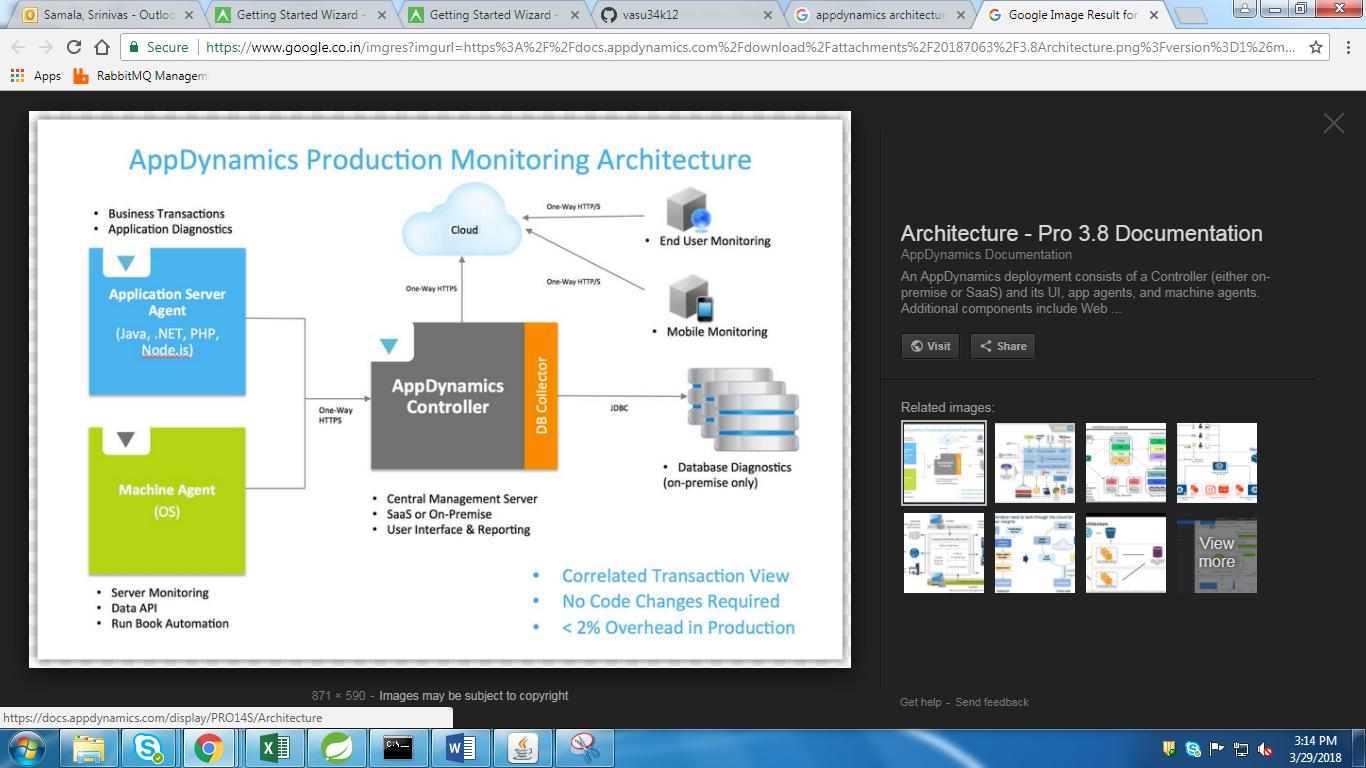 Samala, Srinivas - Outloo
Getting Started Wizard -
Getting Started Wizard -
vasu34k12
appdynamics architectur
Google Image Result for
Secure
https://www.google.co.in/imgres?imgurl=https%3A%2F%2Fdocs.appdynamics.com%2Fdownload%2Fattachments%2F20187063%2F3.8Architecture.png%3Fversion%3D1%26m...
Apps
RabbitMQ Managem
AppDynamics Production Monitoring Architecture
• Business Transactions
• Application Diagnostics
Application Server
Agent
(Java, .NET, PHP,
Node.js)
Machine Agent
(OS)
• Server Monitoring
• Data API
• Run Book Automation
One-Way
HTTPS
Cloud
One-Way HTTPS
One-Way HTTP/S
One-Way HTTP/S
• End User Monitoring
• Mobile Monitoring
AppDynamics
Controller
DB Collector
JDBC
• Database Diagnostics
(on-premise only)
• Central Management Server
• SaaS or On-Premise
• User Interface & Reporting
• Correlated Transaction View
• No Code Changes Required
• < 2% Overhead in Production
871 × 590 - Images may be subject to copyright
Architecture - Pro 3.8 Documentation
AppDynamics Documentation
An AppDynamics deployment consists of a Controller (either on-
premise or SaaS) and its UI, app agents, and machine agents.
Additional components include Web ...
Visit
Share
Related images:
View
more
Get help - Send feedback
https://docs.appdynamics.com/display/PRO14S/Architecture
3:14 PM
3/29/2018